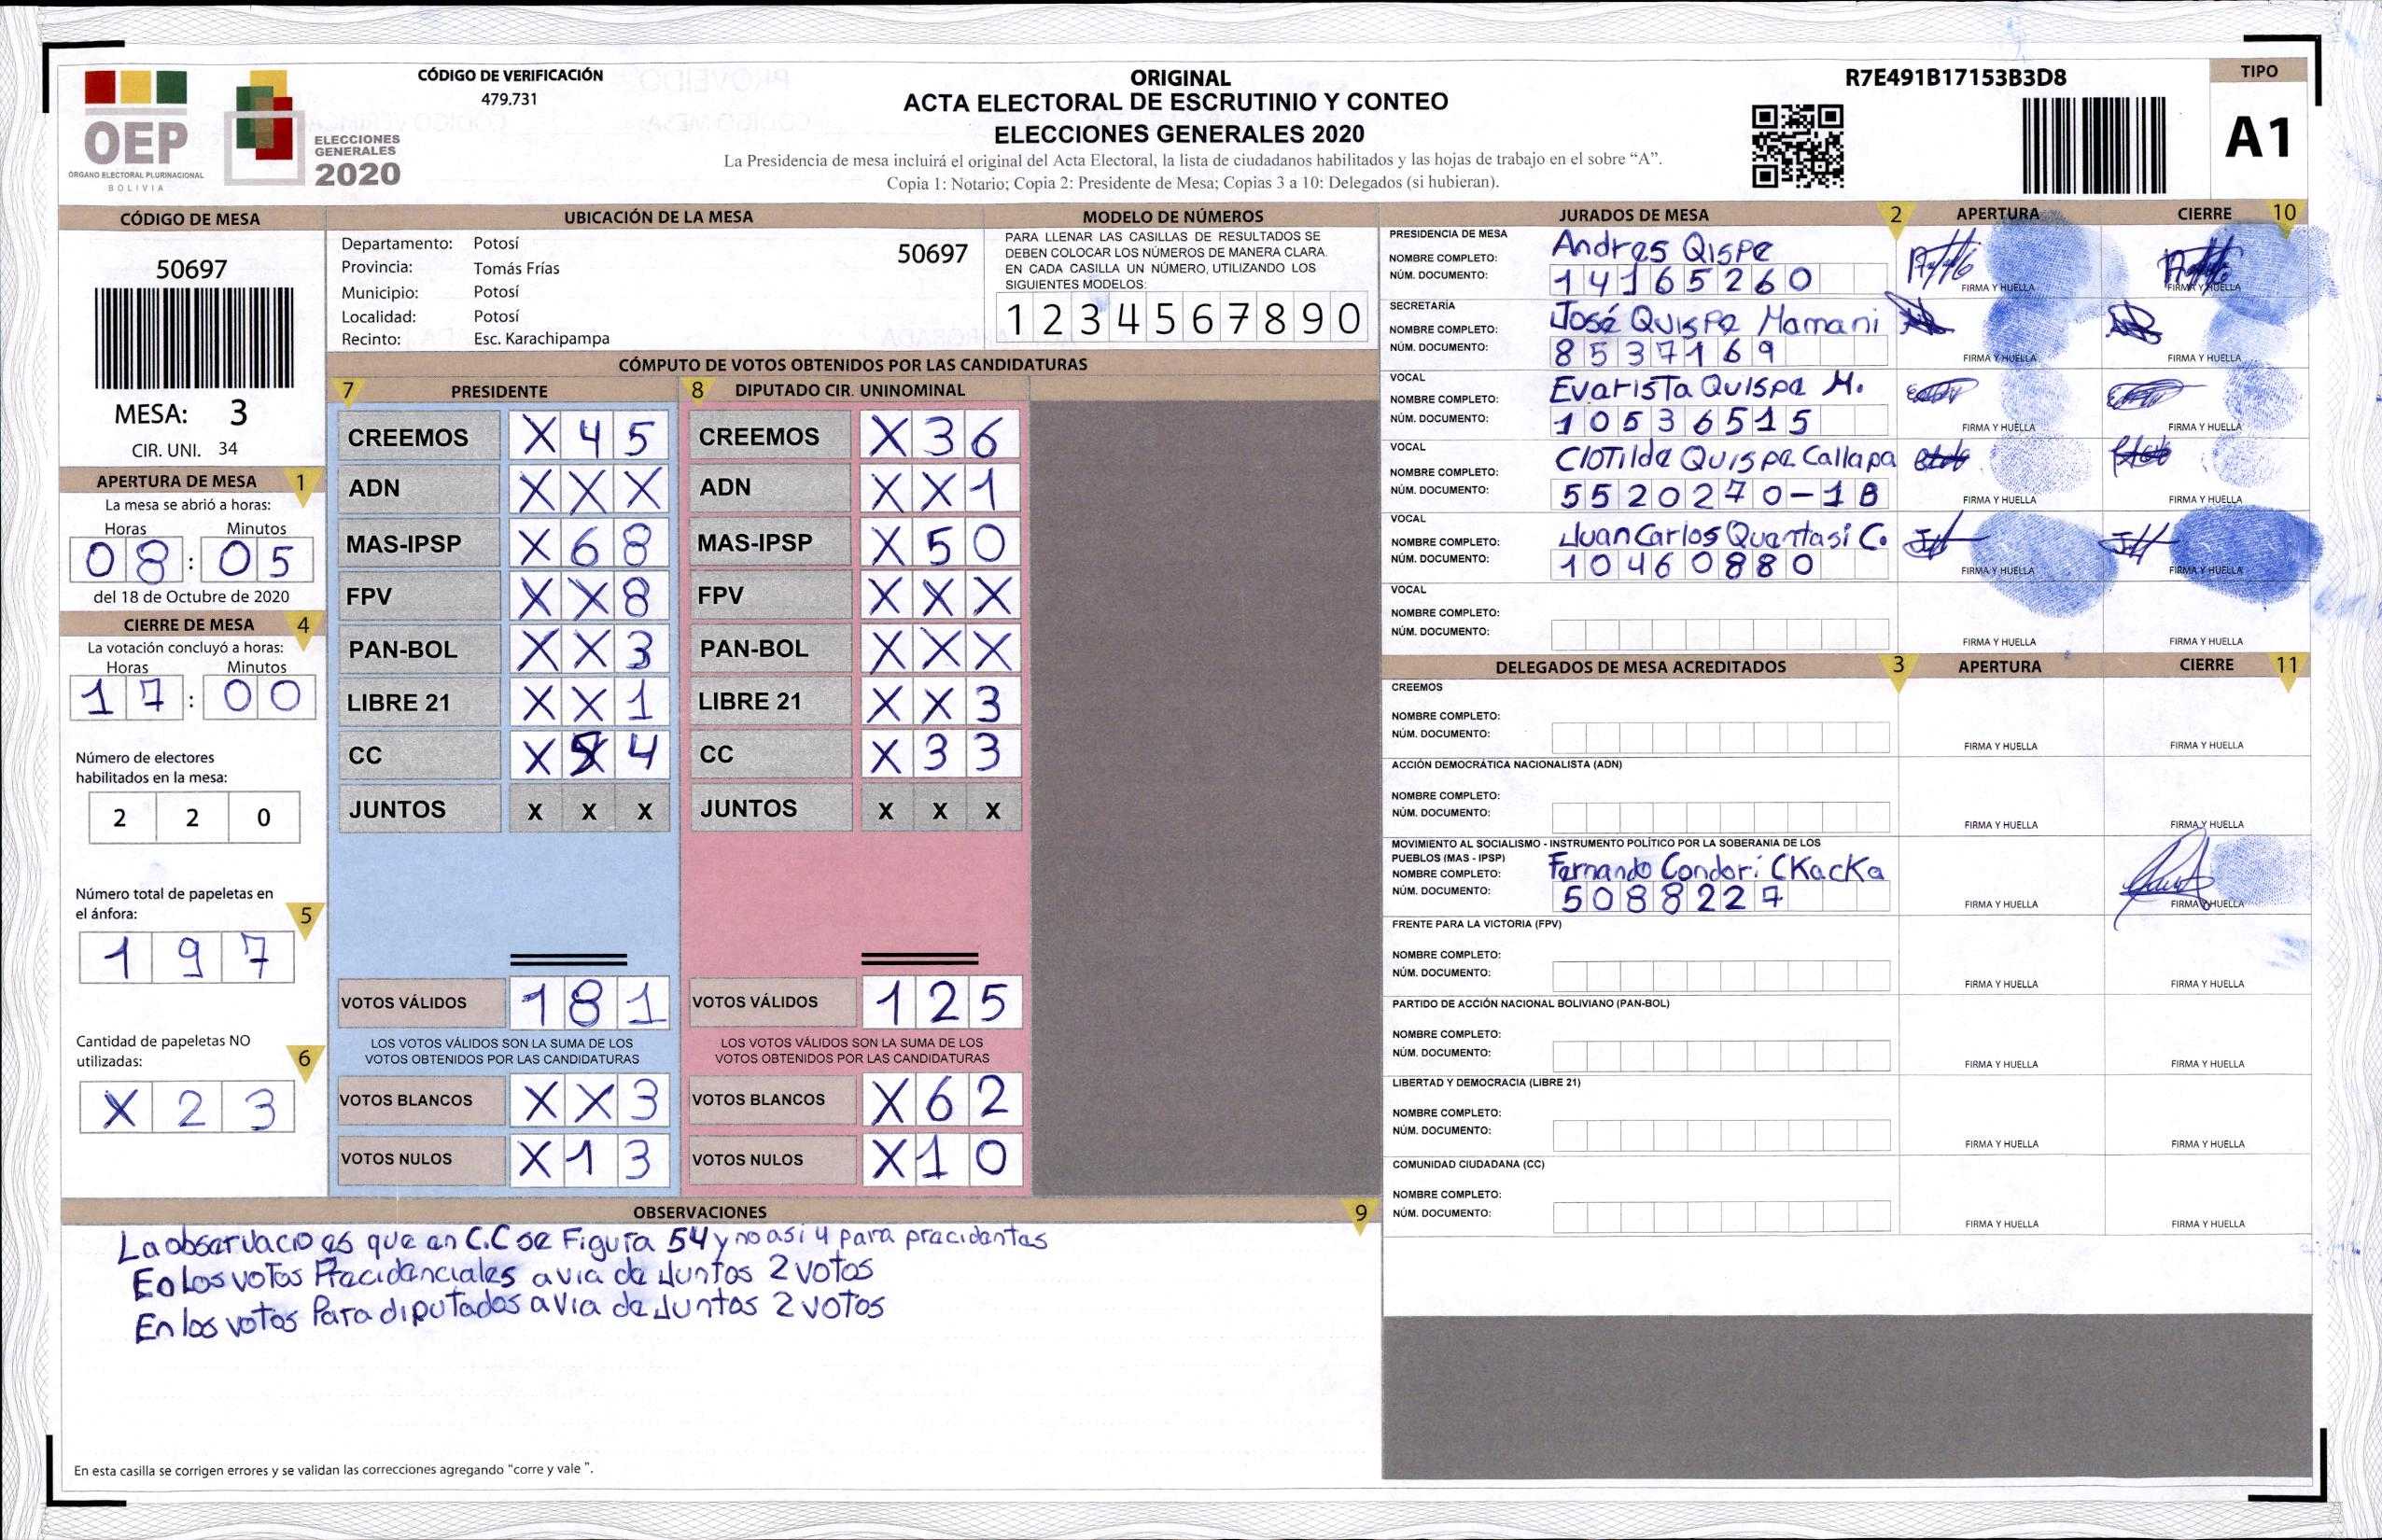 OEP
ÓRGANO ELECTORAL PLURINACIONAL
BOLIVIA
ELECCIONES
GENERALES
2020
CÓDIGO DE VERIFICACIÓN
479.731
ORIGINAL
ACTA ELECTORAL DE ESCRUTINIO Y CONTEO
ELECCIONES GENERALES 2020
La Presidencia de mesa incluirá el original del Acta Electoral, la lista de ciudadanos habilitados y las hojas de trabajo en el sobre “A”.
Copia 1: Notario; Copia 2: Presidente de Mesa; Copias 3 a 10: Delegados (si hubieran).
R7E491B17153B3D8
TIPO
A1
CÓDIGO DE MESA
50697
MESA: 3
CIR. UNI. 34
APERTURA DE MESA 1
La mesa se abrió a horas:
Horas Minutos
08 : 05
del 18 de Octubre de 2020
CIERRE DE MESA 4
La votación concluyó a horas:
Horas Minutos
17 : 00
Número de electores
habilitados en la mesa:
2 2 0
Número total de papeletas en
el ánfora: 5
1 9 7
Cantidad de papeletas NO
utilizadas: 6
X 2 3
UBICACIÓN DE LA MESA
Departamento: Potosí 50697
Provincia: Tomás Frías
Municipio: Potosí
Localidad: Potosí
Recinto: Esc. Karachipampa
MODELO DE NÚMEROS
PARA LLENAR LAS CASILLAS DE RESULTADOS SE
DEBEN COLOCAR LOS NÚMEROS DE MANERA CLARA.
EN CADA CASILLA UN NÚMERO, UTILIZANDO LOS
SIGUIENTES MODELOS:
1 2 3 4 5 6 7 8 9 0
CÓMPUTO DE VOTOS OBTENIDOS POR LAS CANDIDATURAS
7 PRESIDENTE
CREEMOS X 4 5
ADN X X X
MAS-IPSP X 6 8
FPV X X 8
PAN-BOL X X 3
LIBRE 21 X X 1
CC X 5 4
JUNTOS X X X
VOTOS VÁLIDOS 1 8 1
LOS VOTOS VÁLIDOS SON LA SUMA DE LOS
VOTOS OBTENIDOS POR LAS CANDIDATURAS
VOTOS BLANCOS X X 3
VOTOS NULOS X 1 3
8 DIPUTADO CIR. UNINOMINAL
CREEMOS X 3 6
ADN X X 1
MAS-IPSP X 5 0
FPV X X X
PAN-BOL X X X
LIBRE 21 X X 3
CC X 3 3
JUNTOS X X X
VOTOS VÁLIDOS 1 2 5
LOS VOTOS VÁLIDOS SON LA SUMA DE LOS
VOTOS OBTENIDOS POR LAS CANDIDATURAS
VOTOS BLANCOS X 6 2
VOTOS NULOS X 1 0
OBSERVACIONES 9
La observacio es que en C.C se Figura 54 y no asi 4 para precidentes
En Los votos Precidenciales avia de Juntos 2 votos
En los votos Para diputados avia de Juntos 2 votos
En esta casilla se corrigen errores y se validan las correcciones agregando “corre y vale ”.
JURADOS DE MESA 2 APERTURA CIERRE 10
PRESIDENCIA DE MESA
NOMBRE COMPLETO: Andres Qispe
NÚM. DOCUMENTO: 14165260
FIRMA Y HUELLA FIRMA Y HUELLA
SECRETARÍA
NOMBRE COMPLETO: José Quispe Mamani
NÚM. DOCUMENTO: 8537169
FIRMA Y HUELLA FIRMA Y HUELLA
VOCAL
NOMBRE COMPLETO: Evarista Quispe M.
NÚM. DOCUMENTO: 10536515
FIRMA Y HUELLA FIRMA Y HUELLA
VOCAL
NOMBRE COMPLETO: Clotilde Quispe Callapa
NÚM. DOCUMENTO: 5520270-1B
FIRMA Y HUELLA FIRMA Y HUELLA
VOCAL
NOMBRE COMPLETO: Juan Carlos Quantasi C.
NÚM. DOCUMENTO: 10460880
FIRMA Y HUELLA FIRMA Y HUELLA
VOCAL
NOMBRE COMPLETO:
NÚM. DOCUMENTO:
FIRMA Y HUELLA FIRMA Y HUELLA
DELEGADOS DE MESA ACREDITADOS 3 APERTURA CIERRE 11
CREEMOS
NOMBRE COMPLETO:
NÚM. DOCUMENTO:
FIRMA Y HUELLA FIRMA Y HUELLA
ACCIÓN DEMOCRÁTICA NACIONALISTA (ADN)
NOMBRE COMPLETO:
NÚM. DOCUMENTO:
FIRMA Y HUELLA FIRMA Y HUELLA
MOVIMIENTO AL SOCIALISMO - INSTRUMENTO POLÍTICO POR LA SOBERANIA DE LOS
PUEBLOS (MAS - IPSP)
NOMBRE COMPLETO: Fernando Condori CKacKa
NÚM. DOCUMENTO: 5088227
FIRMA Y HUELLA FIRMA Y HUELLA
FRENTE PARA LA VICTORIA (FPV)
NOMBRE COMPLETO:
NÚM. DOCUMENTO:
FIRMA Y HUELLA FIRMA Y HUELLA
PARTIDO DE ACCIÓN NACIONAL BOLIVIANO (PAN-BOL)
NOMBRE COMPLETO:
NÚM. DOCUMENTO:
FIRMA Y HUELLA FIRMA Y HUELLA
LIBERTAD Y DEMOCRACIA (LIBRE 21)
NOMBRE COMPLETO:
NÚM. DOCUMENTO:
FIRMA Y HUELLA FIRMA Y HUELLA
COMUNIDAD CIUDADANA (CC)
NOMBRE COMPLETO:
NÚM. DOCUMENTO:
FIRMA Y HUELLA FIRMA Y HUELLA